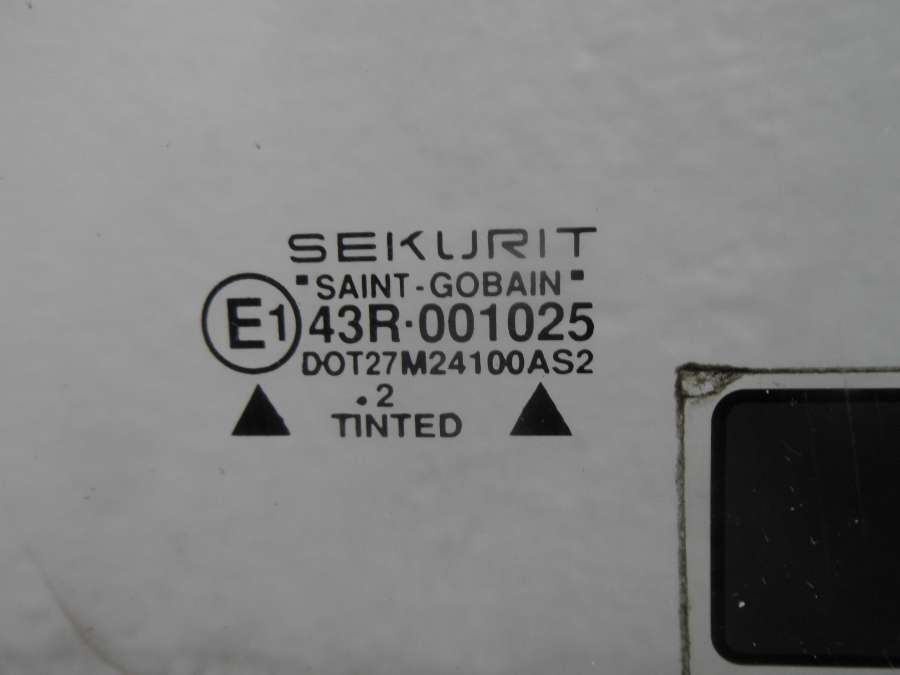 SEKURIT
"SAINT-GOBAIN"
E1 43R·001025
DOT27M24100AS2
.2
TINTED